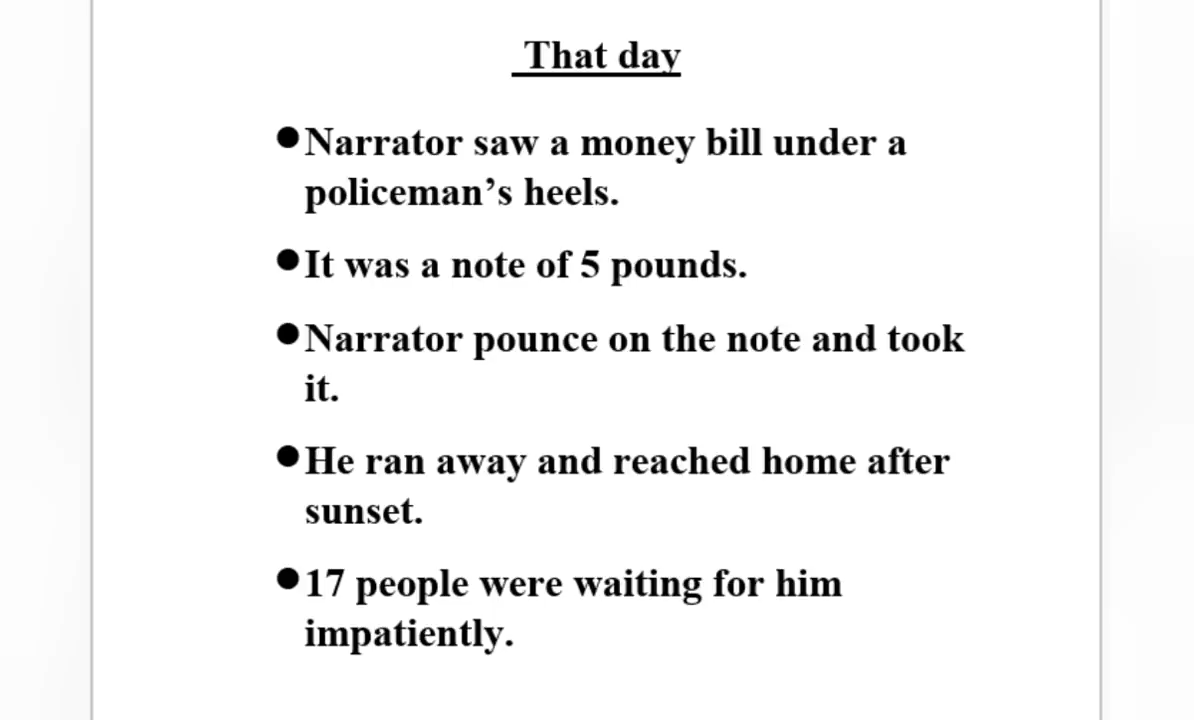 That day
●Narrator saw a money bill under a
policeman’s heels.
●It was a note of 5 pounds.
●Narrator pounce on the note and took
it.
●He ran away and reached home after
sunset.
●17 people were waiting for him
impatiently.